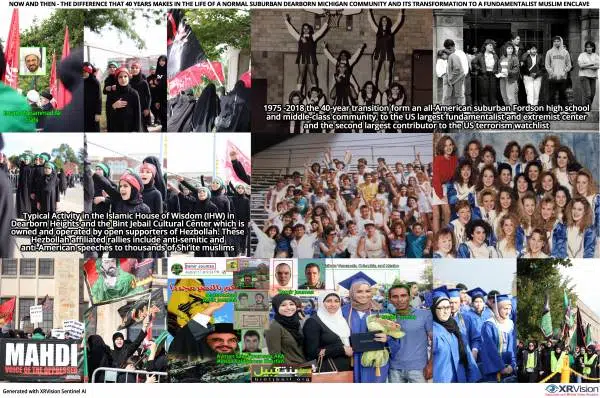 NOW AND THEN - THE DIFFERENCE THAT 40 YEARS MAKES IN THE LIFE OF A NORMAL SUBURBAN DEARBORN MICHIGAN COMMUNITY AND ITS TRANSFORMATION TO A FUNDAMENTALIST MUSLIM ENCLAVE
1975 -2018 the 40-year transition form an all-American suburban Fordson high school
and middle-class community, to the US largest fundamentalist and extremist center
and the second largest contributor to the US terrorism watchlist
Typical Activity in the Islamic House of Wisdom (IHW) in
Dearborn Heights and the Bint Jebail Cultural Center which is
owned and operated by open supporters of Hezbollah. These
Hezbollah-affiliated rallies include anti-semitic and
anti-American speeches to thousands of Shi'ite muslims
MAHDI
VOICE OF THE OPPRESSED
بنت جبيل
bintjbeil.org
Generated with XRVision Sentinel AI
XRVision